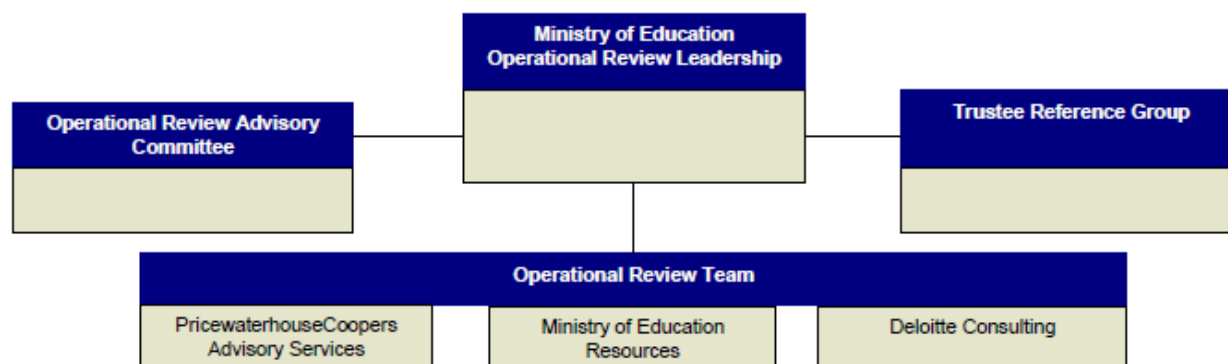 Ministry of Education
Operational Review Leadership
Operational Review Advisory
Committee
Trustee Reference Group
Operational Review Team
PricewaterhouseCoopers
Advisory Services
Ministry of Education
Resources
Deloitte Consulting